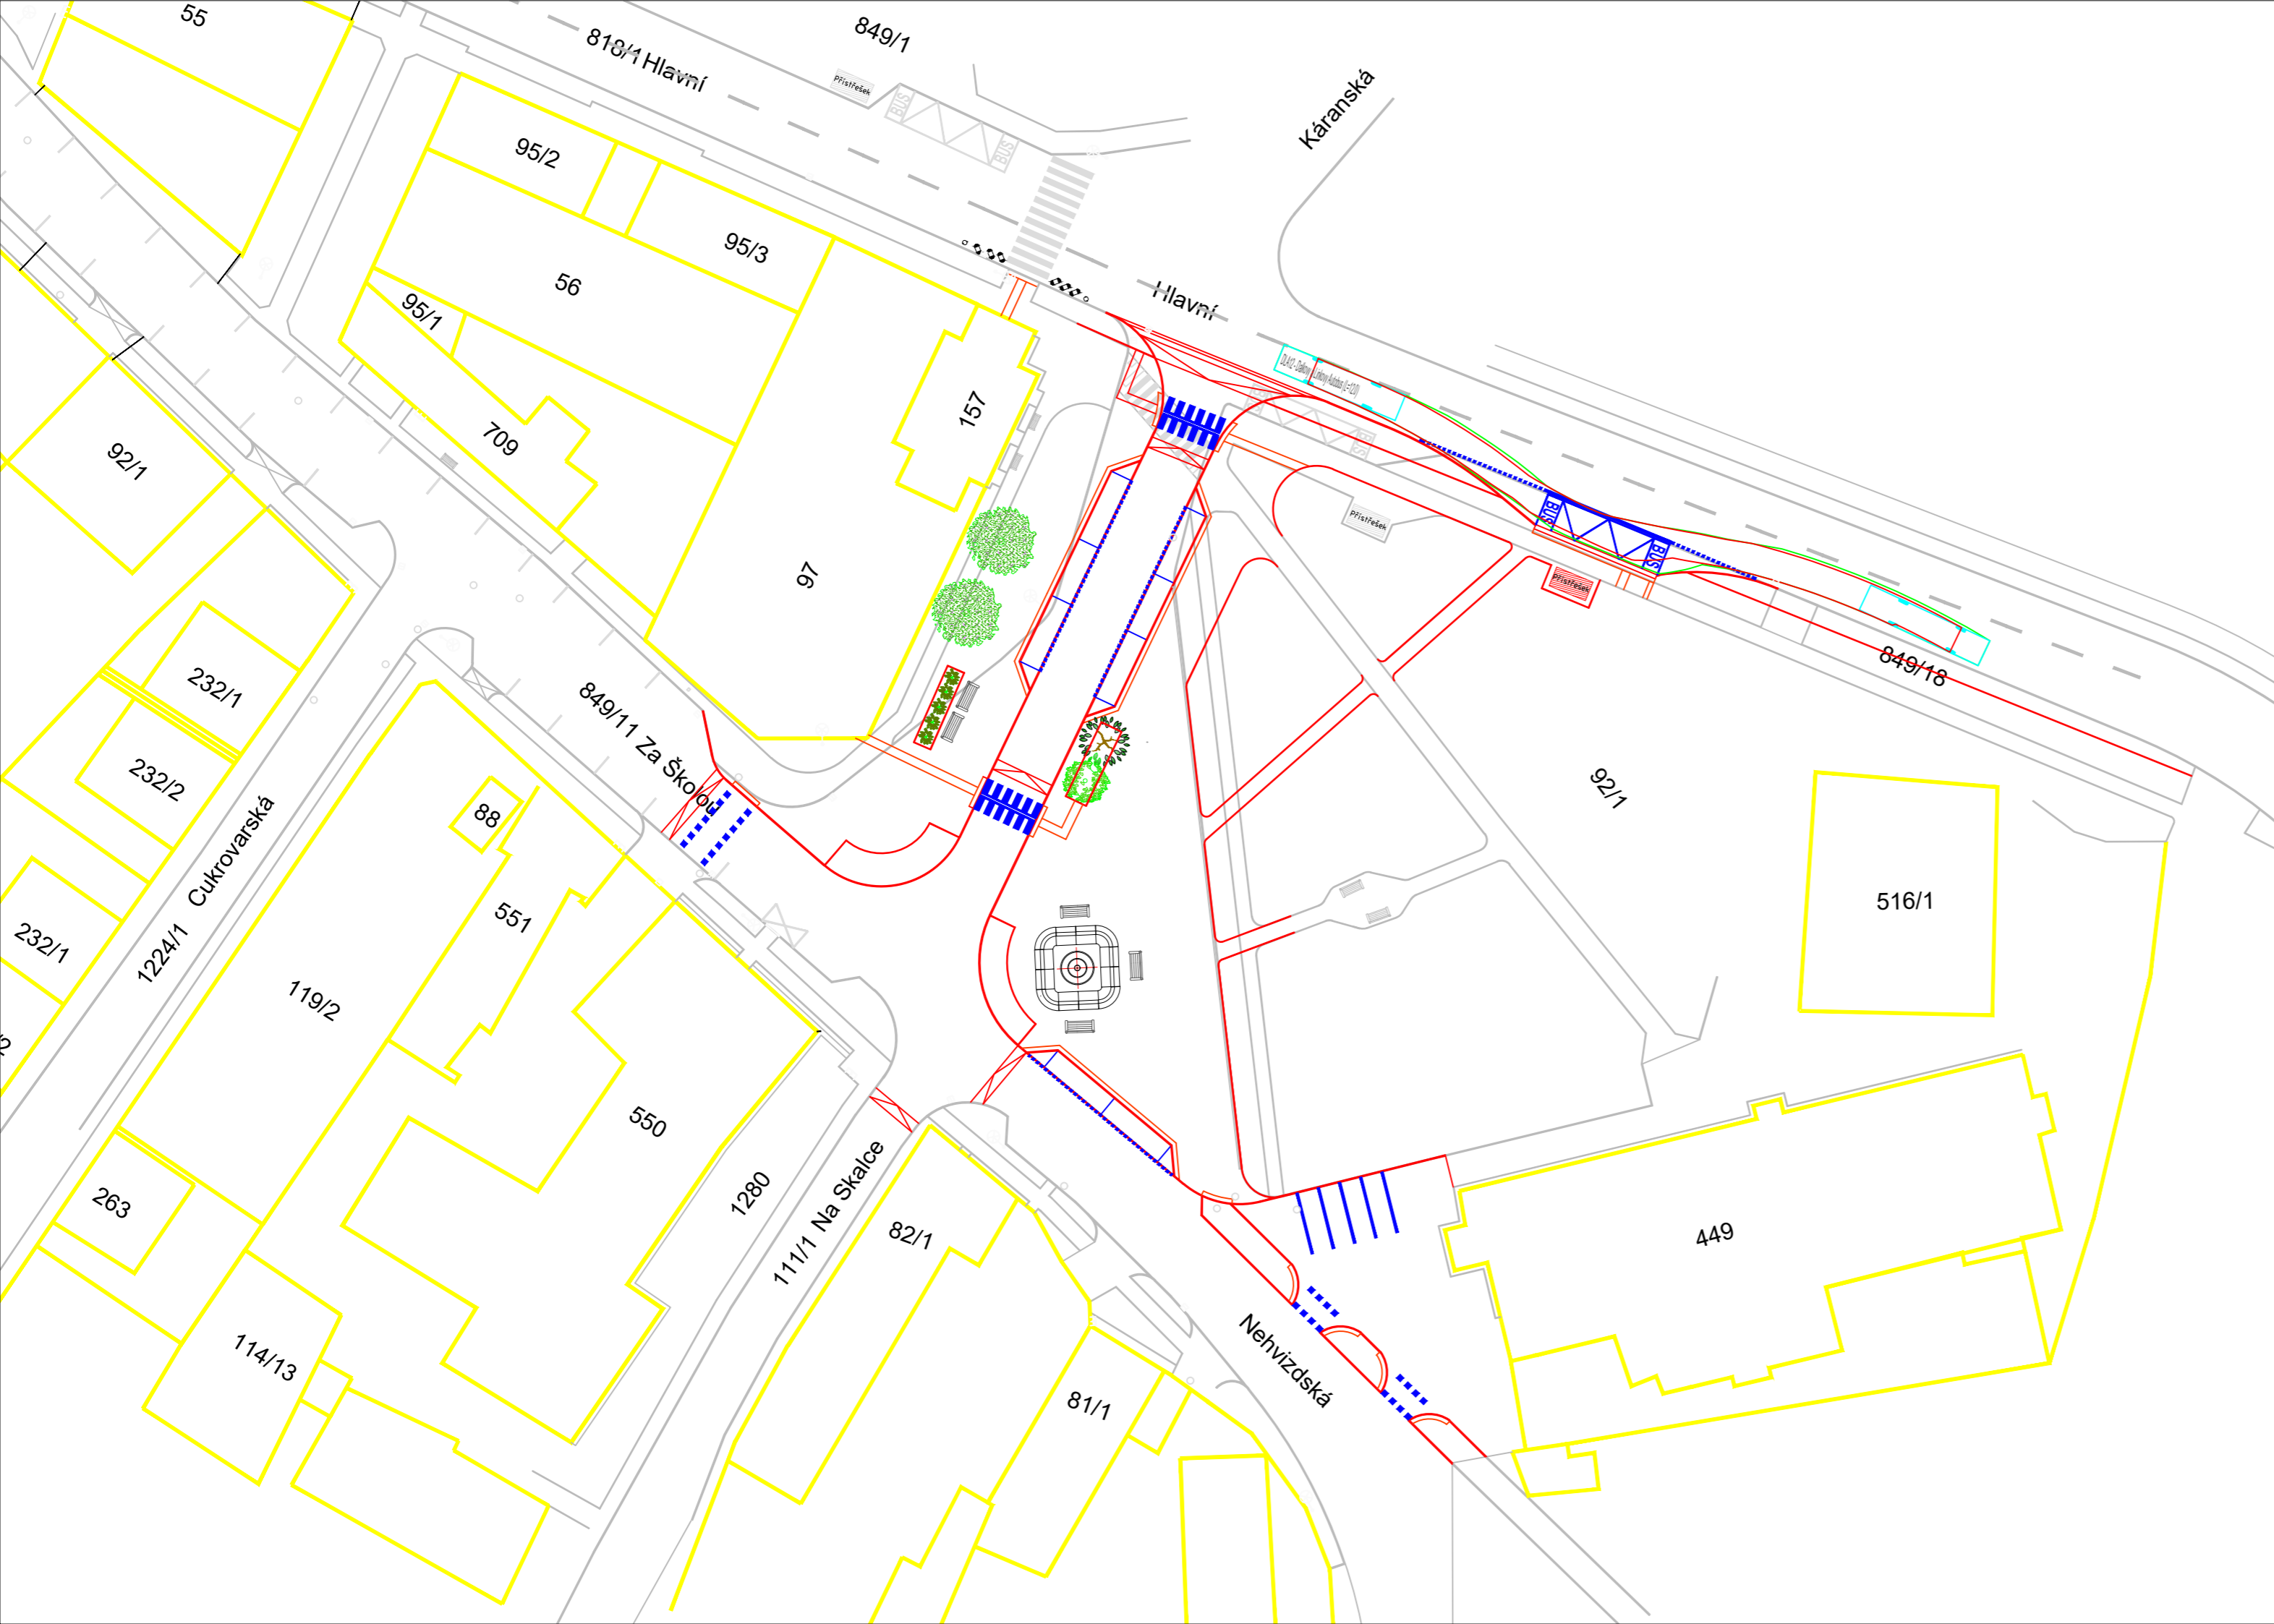 55
818/1 Hlavní
849/1
Přístřešek
BUS
BUS
Káranská
95/2
95/3
56
95/1
Hlavní
157
709
92/1
97
Přístřešek
BUS
BUS
Přístřešek
849/18
232/1
849/11 Za Školou
232/2
88
92/1
1224/1 Cukrovarská
551
516/1
232/1
119/2
550
263
1280
111/1 Na Skalce
82/1
449
114/13
Nehvizdská
81/1